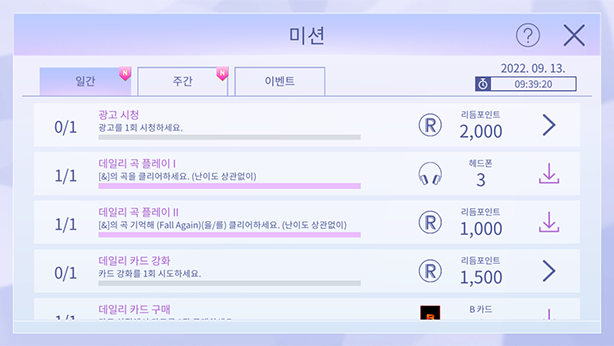 미션
?
일간
N
주간
N
이벤트
2022. 09. 13.
09:39:20
0/1
광고 시청
광고를 1회 시청하세요.
R
리듬포인트
2,000
1/1
데일리 곡 플레이 I
[&]의 곡을 클리어하세요. (난이도 상관없이)
헤드폰
3
1/1
데일리 곡 플레이 II
[&]의 곡 기억해 (Fall Again)(을/를) 클리어하세요. (난이도 상관없이)
R
리듬포인트
1,000
0/1
데일리 카드 강화
카드 강화를 1회 시도하세요.
R
리듬포인트
1,500
1/1
데일리 카드 구매
B
B 카드